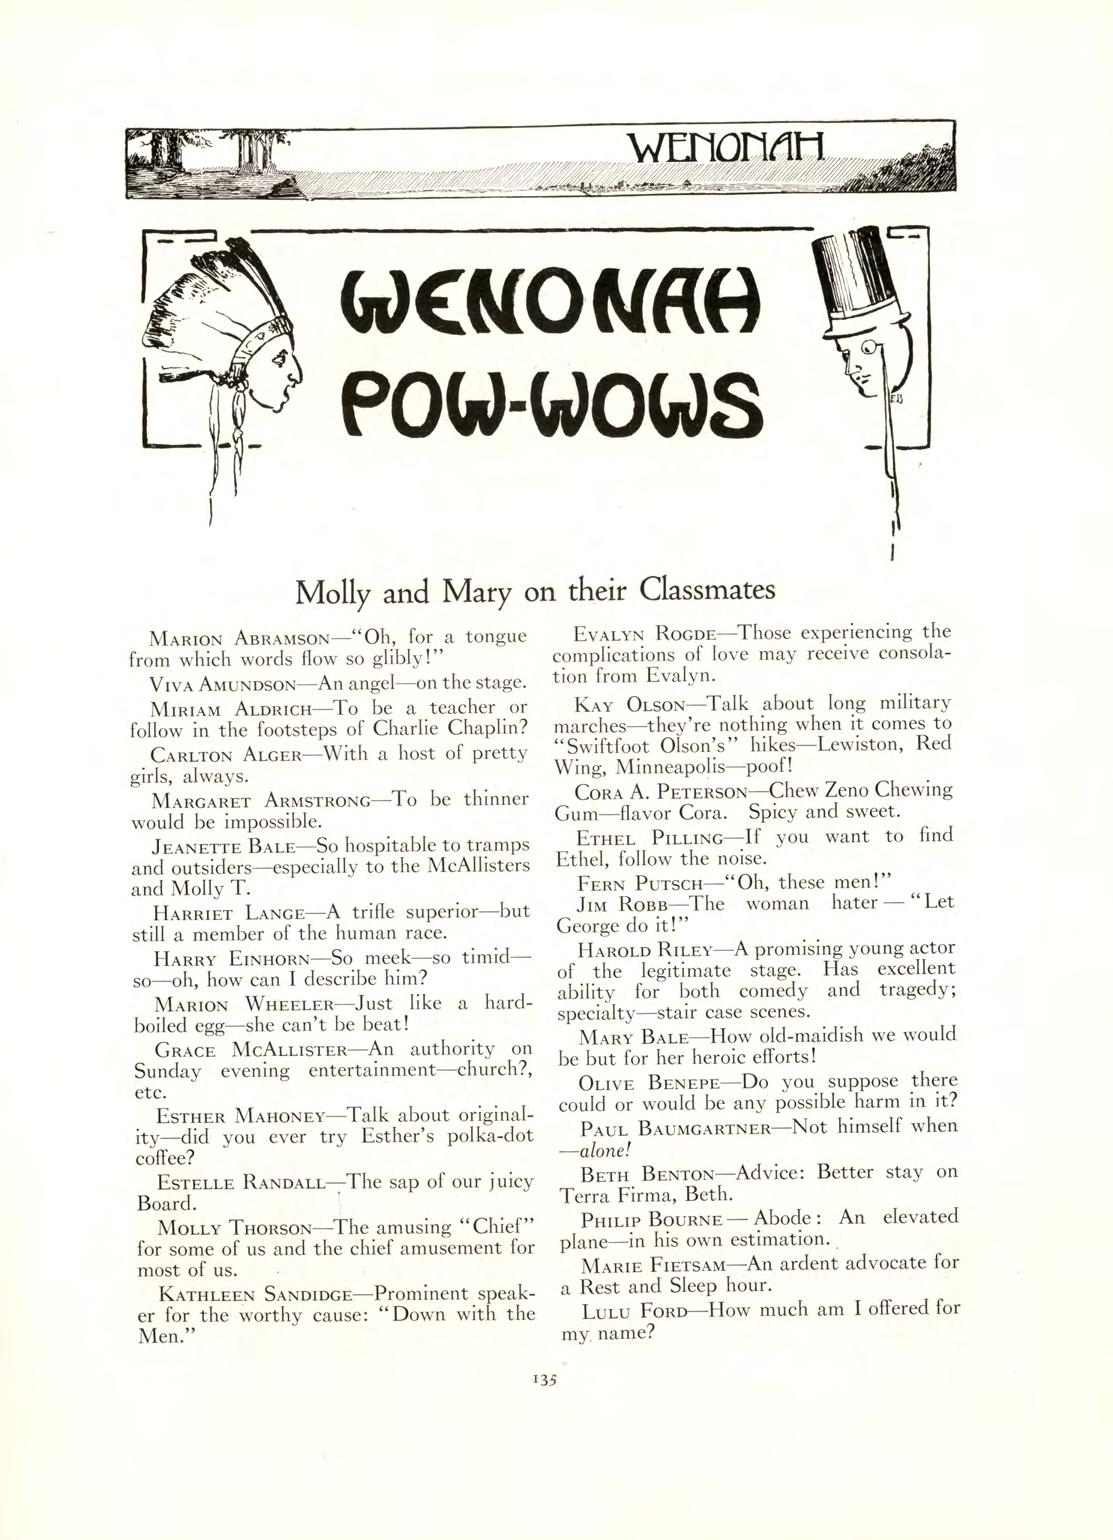 WENONAH
WENONAH
POW-WOWS
EB
Molly and Mary on their Classmates
MARION ABRAMSON—"Oh, for a tongue
from which words flow so glibly!"
VIVA AMUNDSON—An angel—on the stage.
MIRIAM ALDRICH—To be a teacher or
follow in the footsteps of Charlie Chaplin?
CARLTON ALGER—With a host of pretty
girls, always.
MARGARET ARMSTRONG—To be thinner
would be impossible.
JEANETTE BALE—So hospitable to tramps
and outsiders—especially to the McAllisters
and Molly T.
HARRIET LANGE—A trifle superior—but
still a member of the human race.
HARRY EINHORN—So meek—so timid—
so—oh, how can I describe him?
MARION WHEELER—Just like a hard-
boiled egg—she can't be beat!
GRACE MCALLISTER—An authority on
Sunday evening entertainment—church?,
etc.
ESTHER MAHONEY—Talk about original-
ity—did you ever try Esther's polka-dot
coffee?
ESTELLE RANDALL—The sap of our juicy
Board.
MOLLY THORSON—The amusing "Chief"
for some of us and the chief amusement for
most of us.
KATHLEEN SANDIDGE—Prominent speak-
er for the worthy cause: "Down with the
Men."
EVALYN ROGDE—Those experiencing the
complications of love may receive consola-
tion from Evalyn.
KAY OLSON—Talk about long military
marches—they're nothing when it comes to
"Swiftfoot Olson's" hikes—Lewiston, Red
Wing, Minneapolis—poof!
CORA A. PETERSON—Chew Zeno Chewing
Gum—flavor Cora. Spicy and sweet.
ETHEL PILLING—If you want to find
Ethel, follow the noise.
FERN PUTSCH—"Oh, these men!"
JIM ROBB—The woman hater—"Let
George do it!"
HAROLD RILEY—A promising young actor
of the legitimate stage. Has excellent
ability for both comedy and tragedy;
specialty—stair case scenes.
MARY BALE—How old-maidish we would
be but for her heroic efforts!
OLIVE BENEPE—Do you suppose there
could or would be any possible harm in it?
PAUL BAUMGARTNER—Not himself when
—alone!
BETH BENTON—Advice: Better stay on
Terra Firma, Beth.
PHILIP BOURNE—Abode: An elevated
plane—in his own estimation.
MARIE FIETSAM—An ardent advocate for
a Rest and Sleep hour.
LULU FORD—How much am I offered for
my name?
135